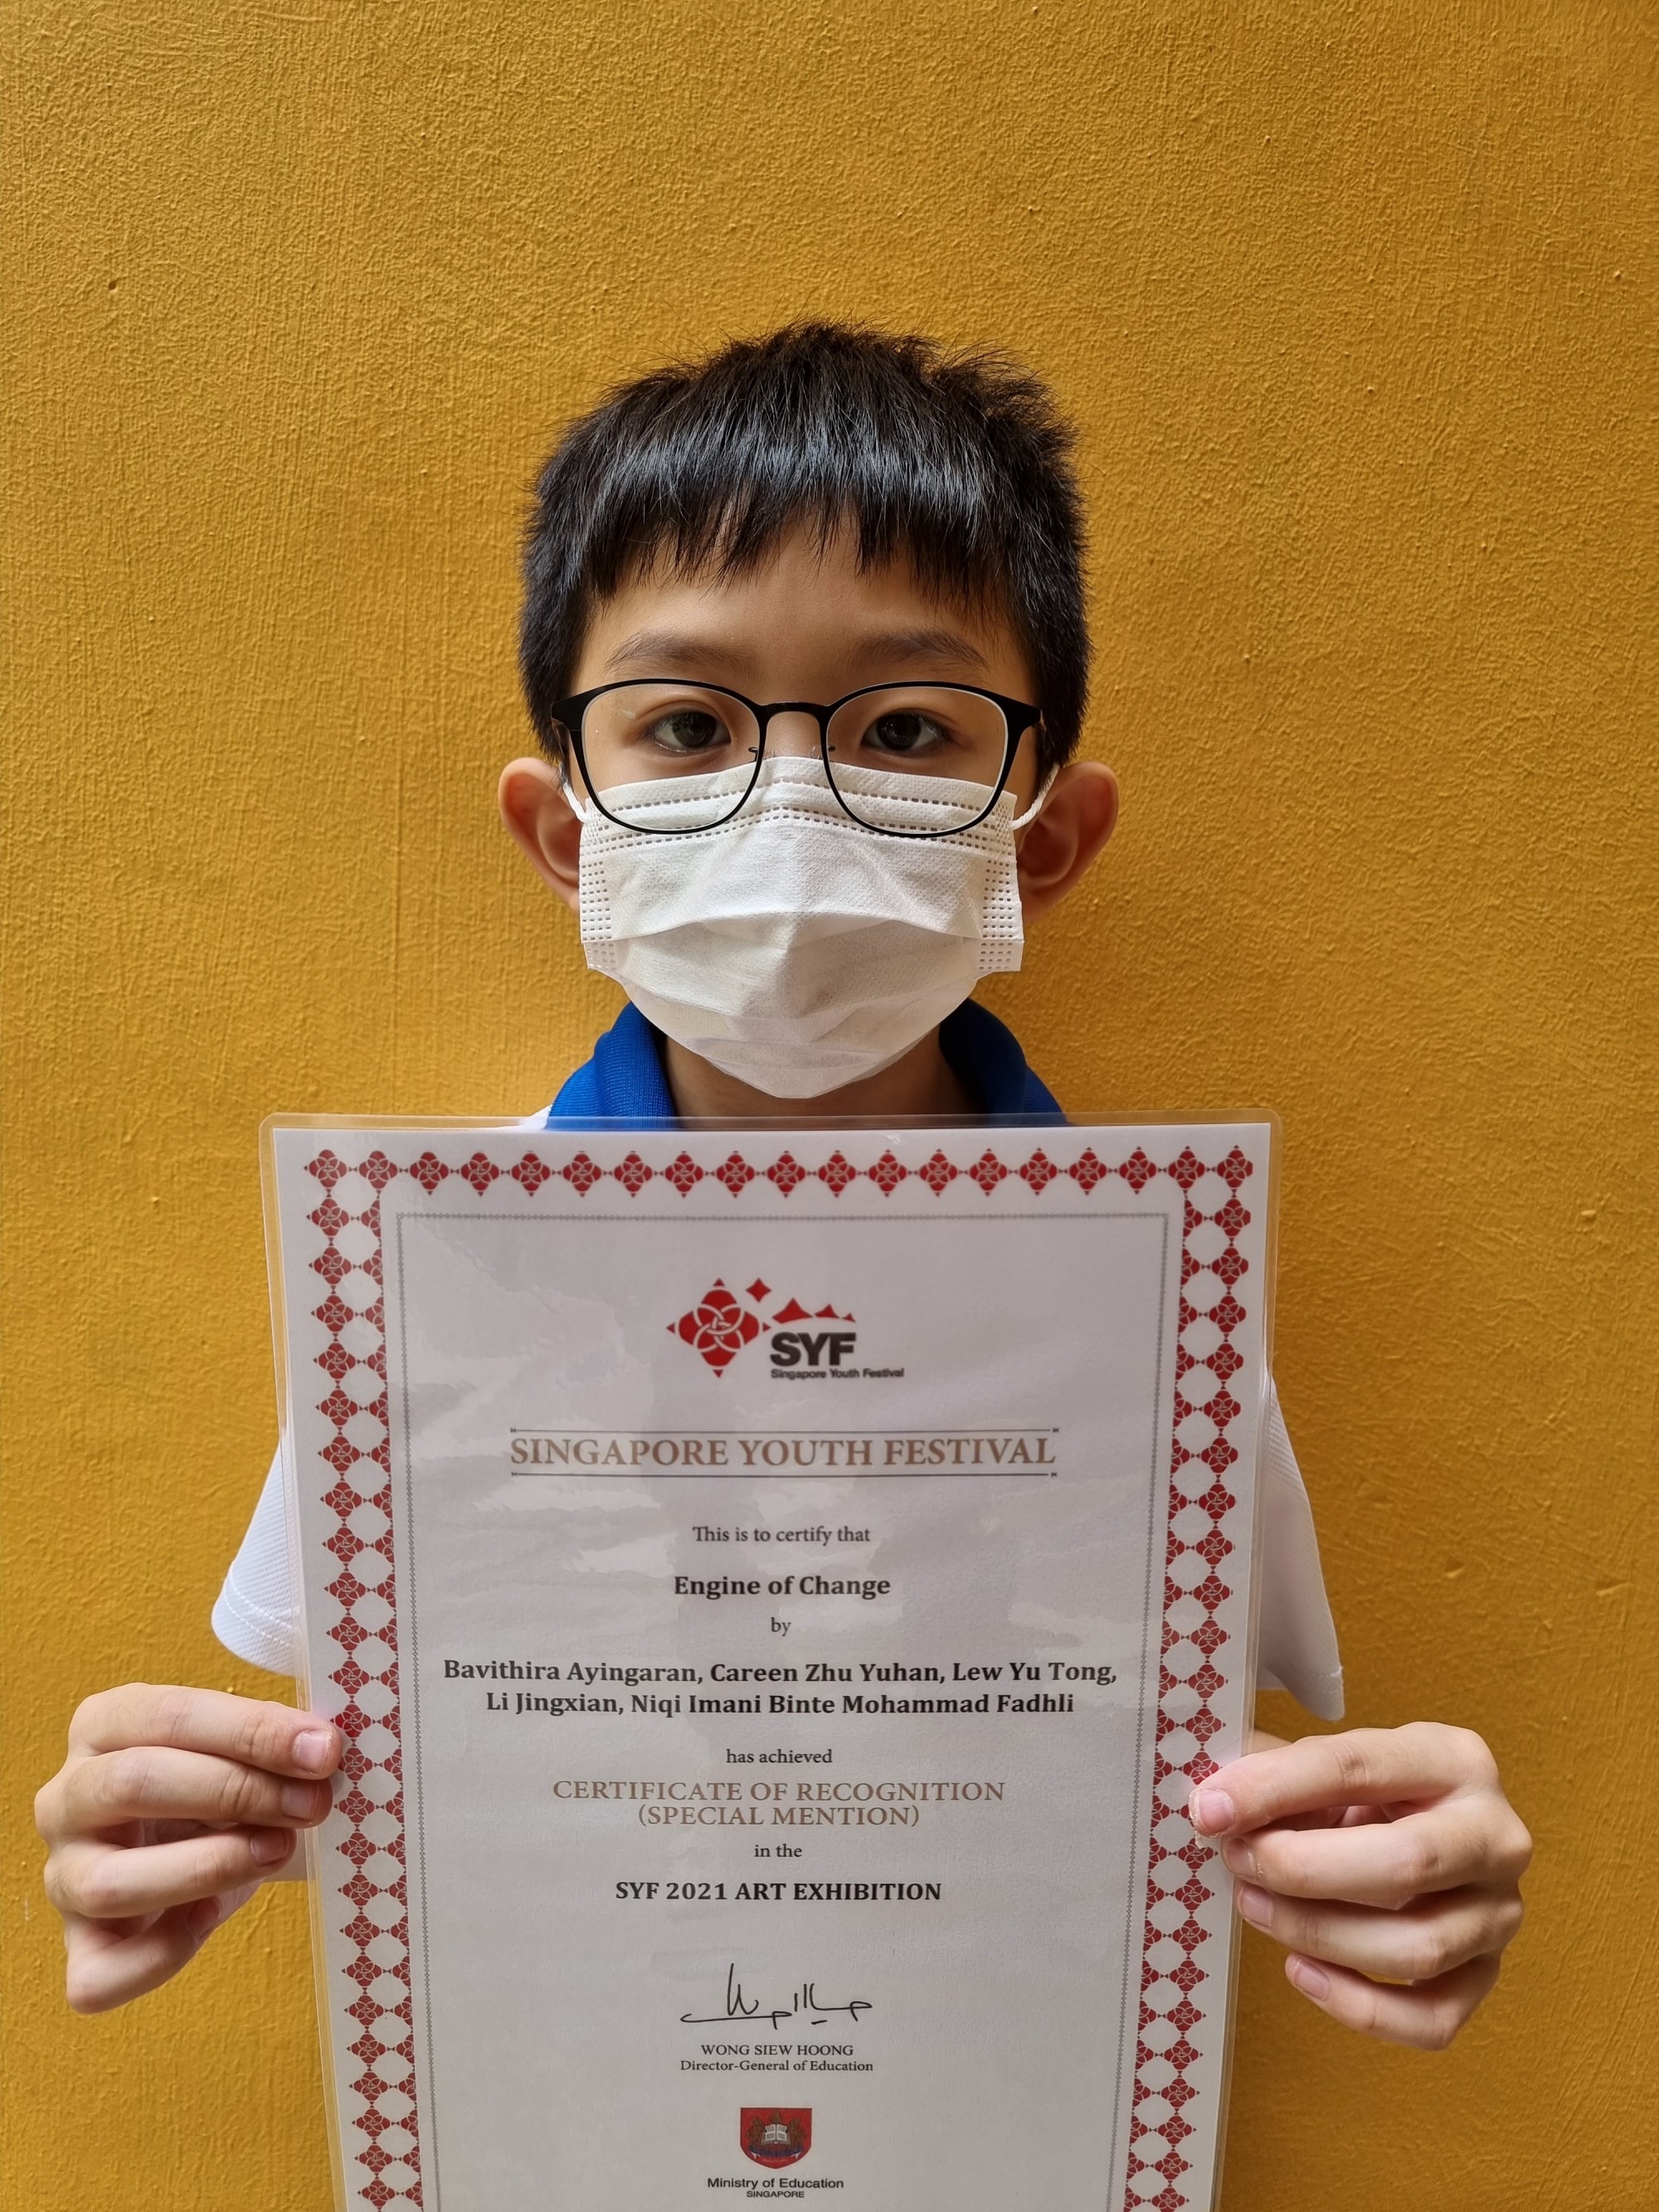 SYF
Singapore Youth Festival
SINGAPORE YOUTH FESTIVAL
This is to certify that
Engine of Change
by
Bavithira Ayingaran, Careen Zhu Yuhan, Lew Yu Tong,
Li Jingxian, Niqi Imani Binte Mohammad Fadhli
has achieved
CERTIFICATE OF RECOGNITION
(SPECIAL MENTION)
in the
SYF 2021 ART EXHIBITION
WONG SIEW HOONG
Director-General of Education
Ministry of Education
SINGAPORE